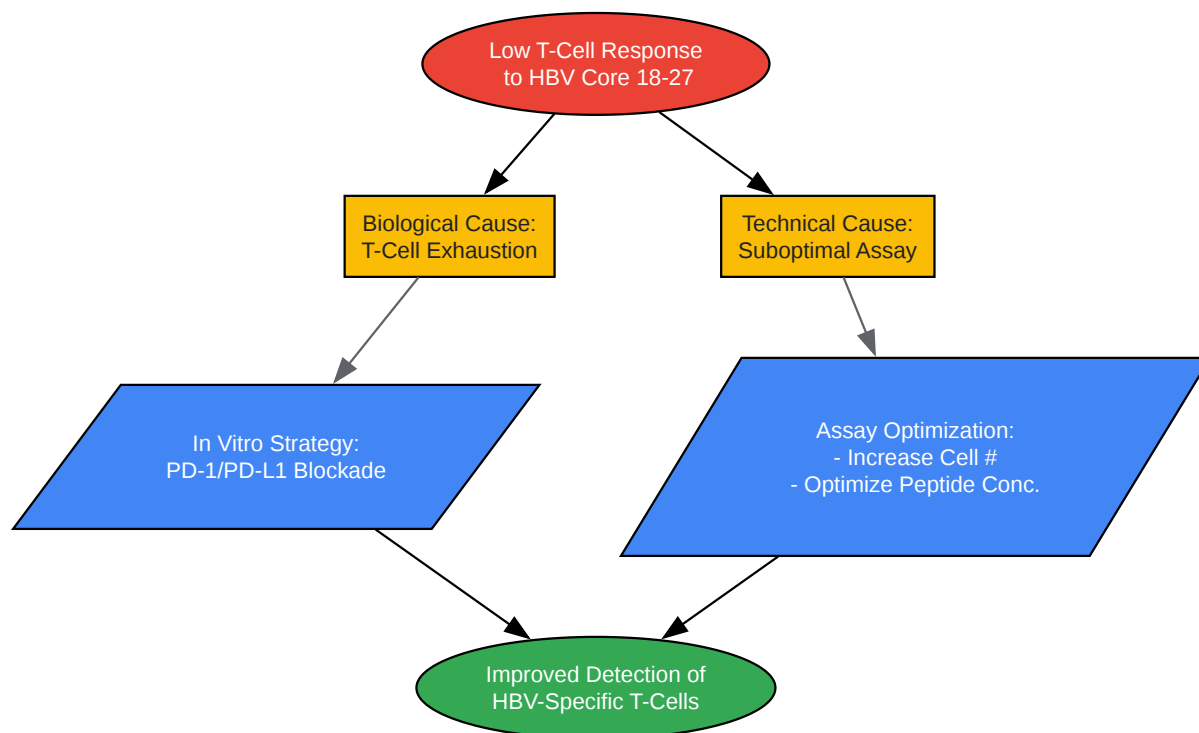 Low T-Cell Response
to HBV Core 18-27
Biological Cause:
T-Cell Exhaustion
Technical Cause:
Suboptimal Assay
In Vitro Strategy:
PD-1/PD-L1 Blockade
Assay Optimization:
- Increase Cell #
- Optimize Peptide Conc.
Improved Detection of
HBV-Specific T-Cells